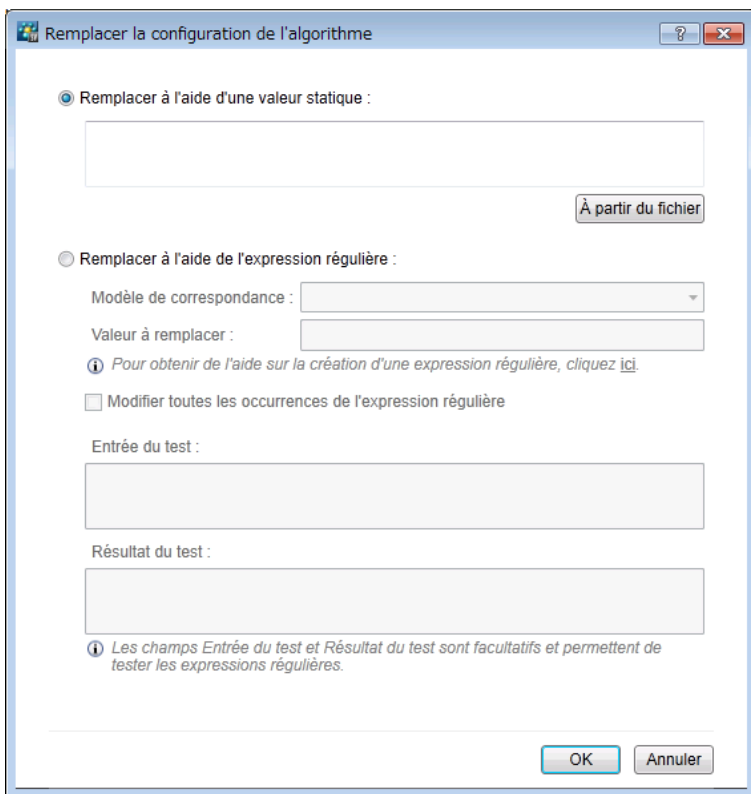 Remplacer la configuration de l'algorithme
?
Remplacer à l'aide d'une valeur statique :
À partir du fichier
Remplacer à l'aide de l'expression régulière :
Modèle de correspondance :
Valeur à remplacer :
Pour obtenir de l'aide sur la création d'une expression régulière, cliquez ici.
Modifier toutes les occurrences de l'expression régulière
Entrée du test :
Résultat du test :
Les champs Entrée du test et Résultat du test sont facultatifs et permettent de
tester les expressions régulières.
OK Annuler